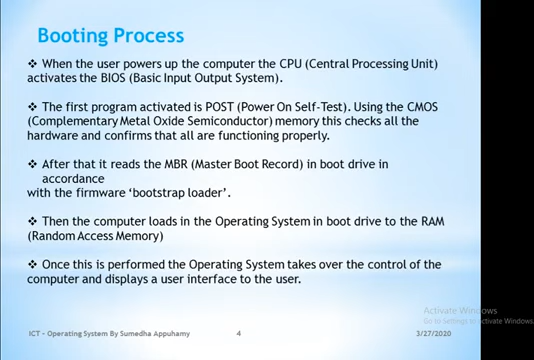 Booting Process
❖ When the user powers up the computer the CPU (Central Processing Unit)
activates the BIOS (Basic Input Output System).
❖ The first program activated is POST (Power On Self-Test). Using the CMOS
(Complementary Metal Oxide Semiconductor) memory this checks all the
hardware and confirms that all are functioning properly.
❖ After that it reads the MBR (Master Boot Record) in boot drive in
accordance
with the firmware ‘bootstrap loader’.
❖ Then the computer loads in the Operating System in boot drive to the RAM
(Random Access Memory)
❖ Once this is performed the Operating System takes over the control of the
computer and displays a user interface to the user.
Activate Windows
Go to Settings to activate Windows
ICT - Operating System By Sumedha Appuhamy 4 3/27/2020